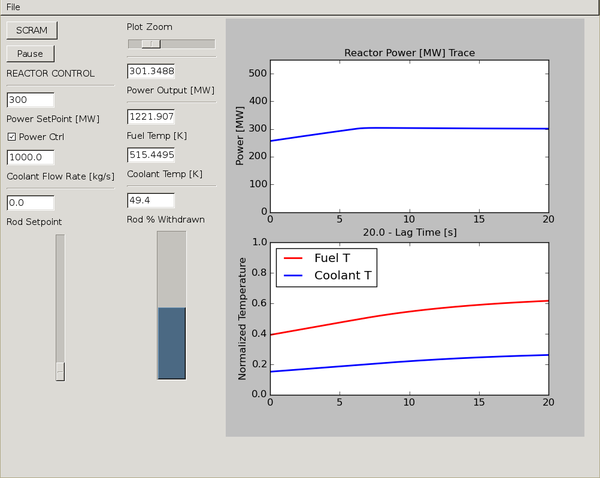 File
SCRAM
Pause
REACTOR CONTROL
300
Power SetPoint [MW]
Power Ctrl
1000.0
Coolant Flow Rate [kg/s]
0.0
Rod Setpoint
Plot Zoom
301.3488
Power Output [MW]
1221.907
Fuel Temp [K]
515.4495
Coolant Temp [K]
49.4
Rod % Withdrawn
Reactor Power [MW] Trace
Power [MW]
500
400
300
200
100
0
0 5 10 15 20
20.0 - Lag Time [s]
Normalized Temperature
1.0
0.8
0.6
0.4
0.2
0.0
Fuel T
Coolant T
0 5 10 15 20